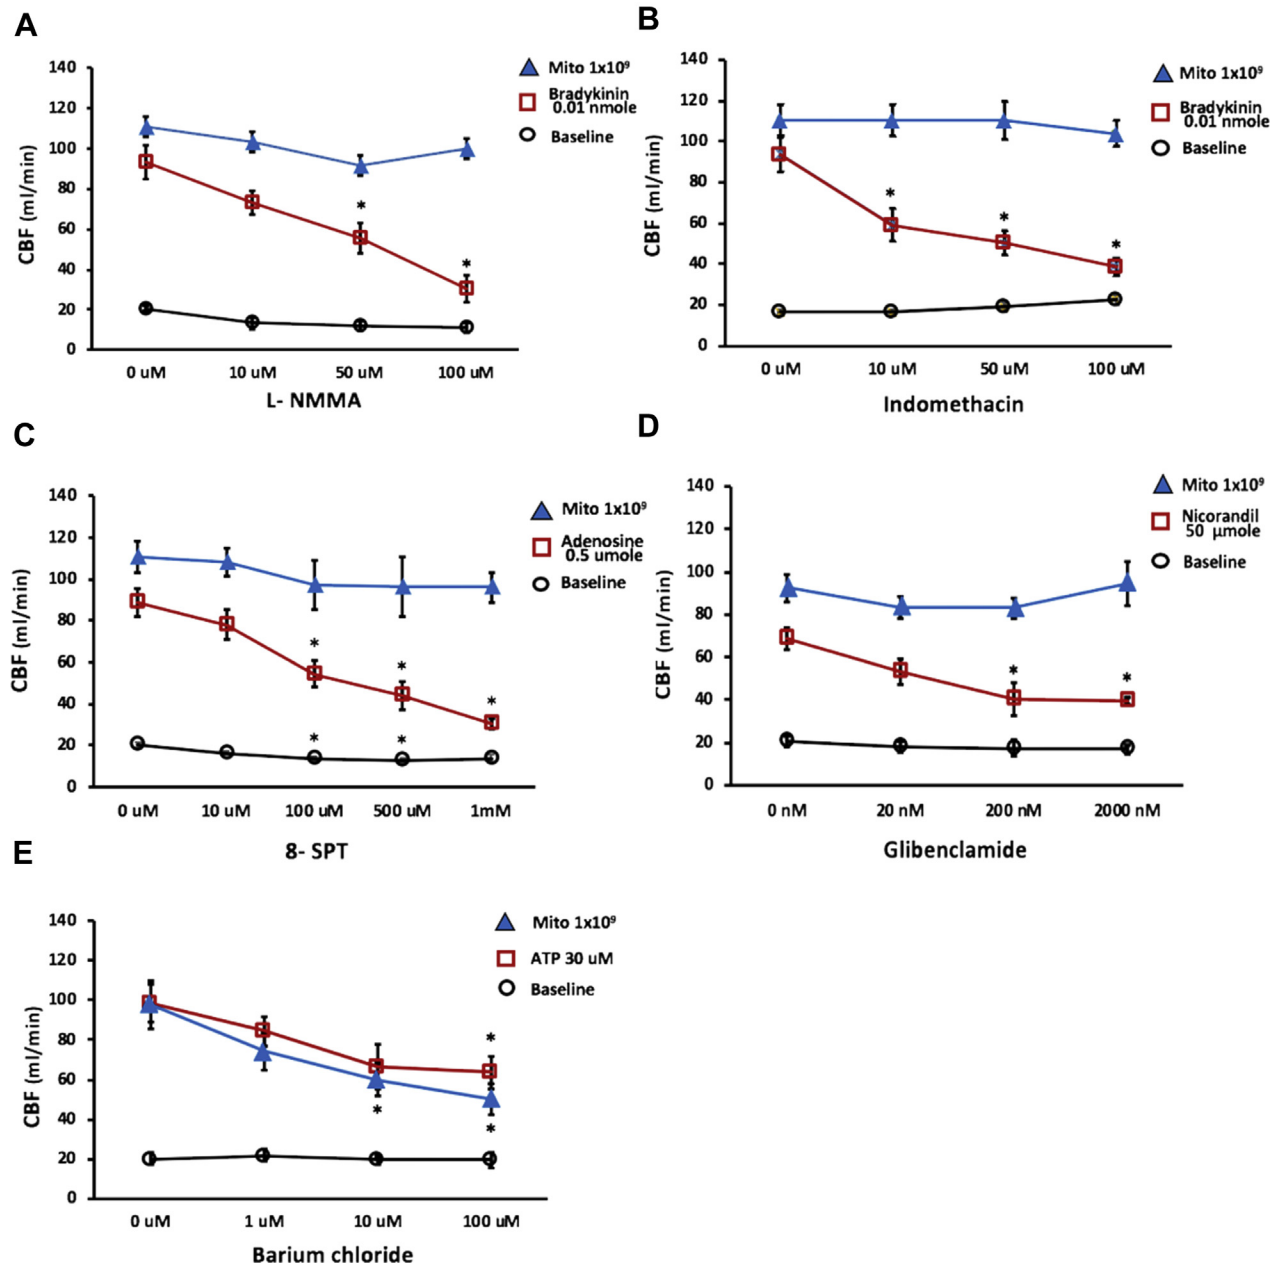 A
Mito 1x10⁹
Bradykinin
0.01 nmole
Baseline
CBF (ml/min)
140
120
100
80
60
40
20
0
*
*
0 uM 10 uM 50 uM 100 uM
L- NMMA
B
Mito 1x10⁹
Bradykinin
0.01 nmole
Baseline
CBF (ml/min)
140
120
100
80
60
40
20
0
*
*
*
0 uM 10 uM 50 uM 100 uM
Indomethacin
C
Mito 1x10⁹
Adenosine
0.5 umole
Baseline
CBF (ml/min)
140
120
100
80
60
40
20
0
*
*
*
* *
0 uM 10 uM 100 uM 500 uM 1mM
8- SPT
D
Mito 1x10⁹
Nicorandil
50 µmole
Baseline
CBF (ml/min)
140
120
100
80
60
40
20
0
* *
0 nM 20 nM 200 nM 2000 nM
Glibenclamide
E
Mito 1x10⁹
ATP 30 uM
Baseline
CBF (ml/min)
140
120
100
80
60
40
20
0
*
*
*
0 uM 1 uM 10 uM 100 uM
Barium chloride